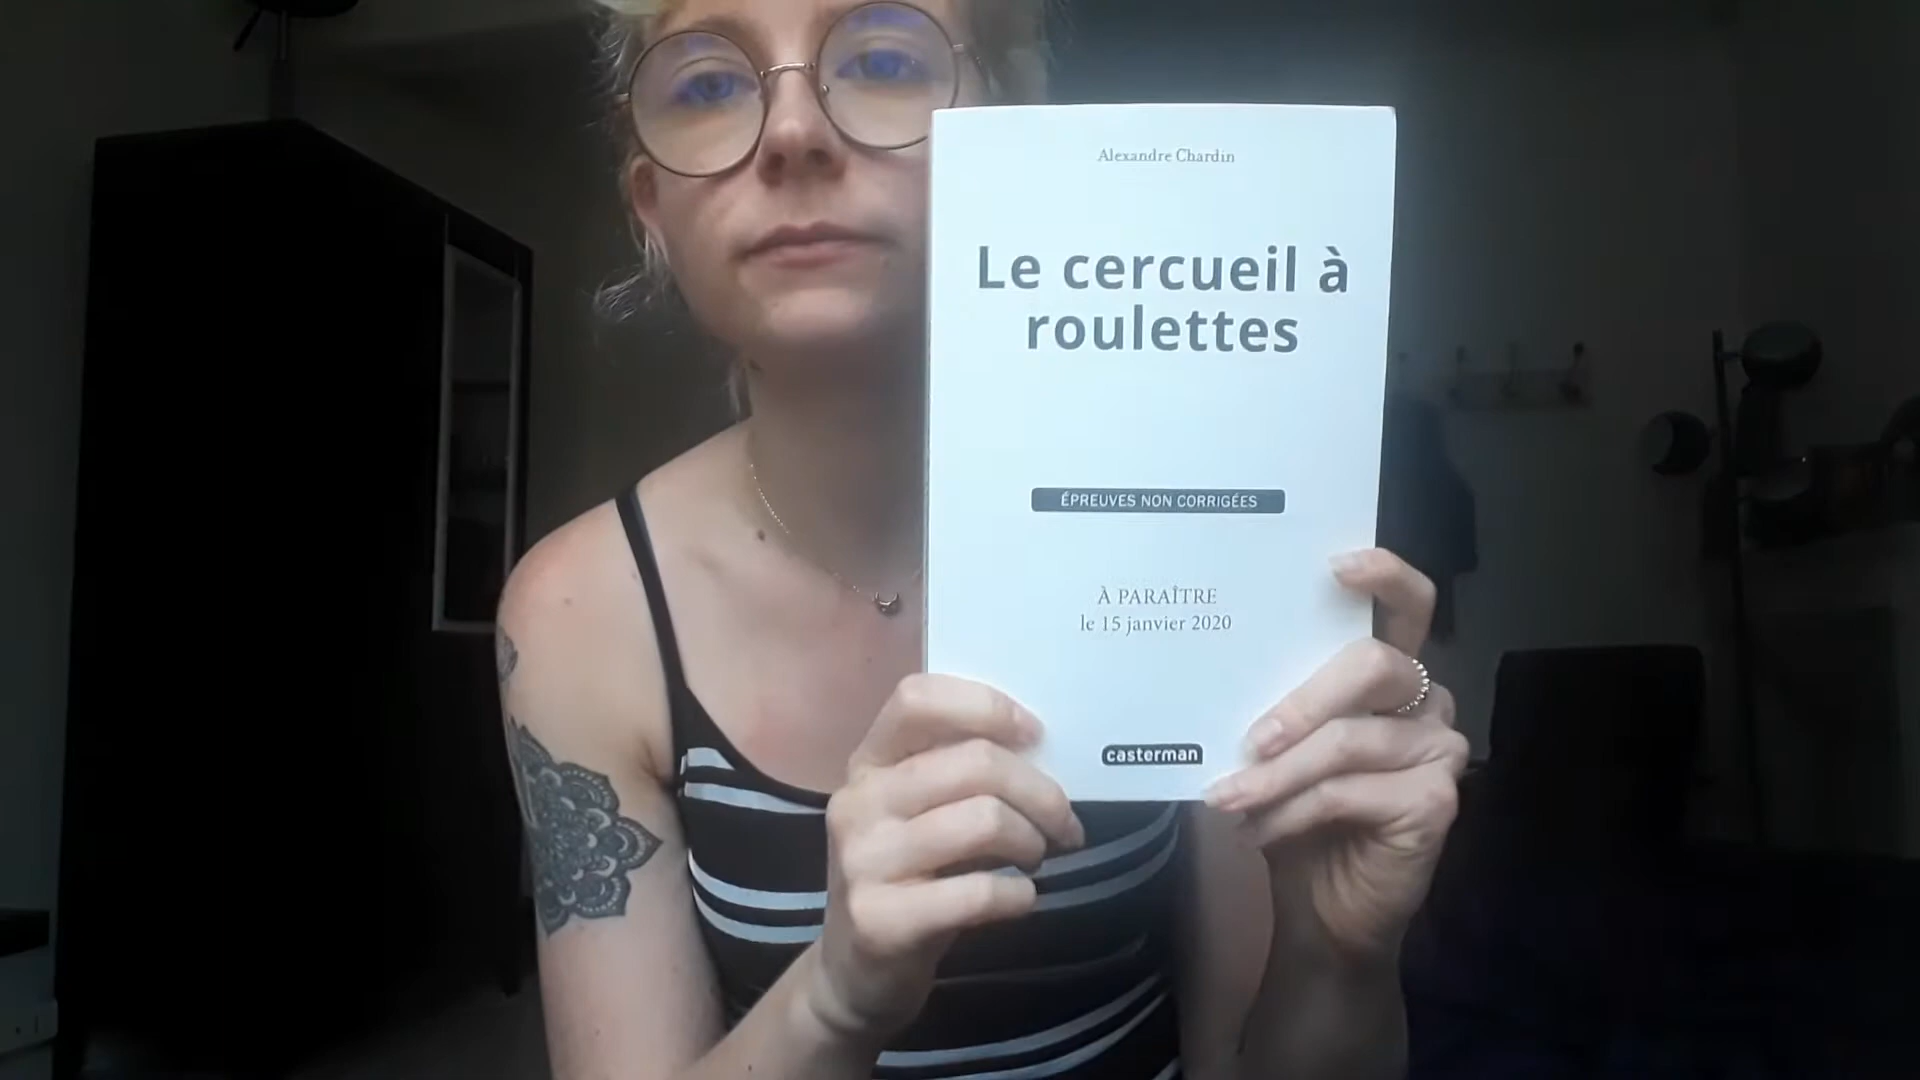 Alexandre Chardin
Le cercueil à
roulettes
ÉPREUVES NON CORRIGÉES
À PARAÎTRE
le 15 janvier 2020
casterman